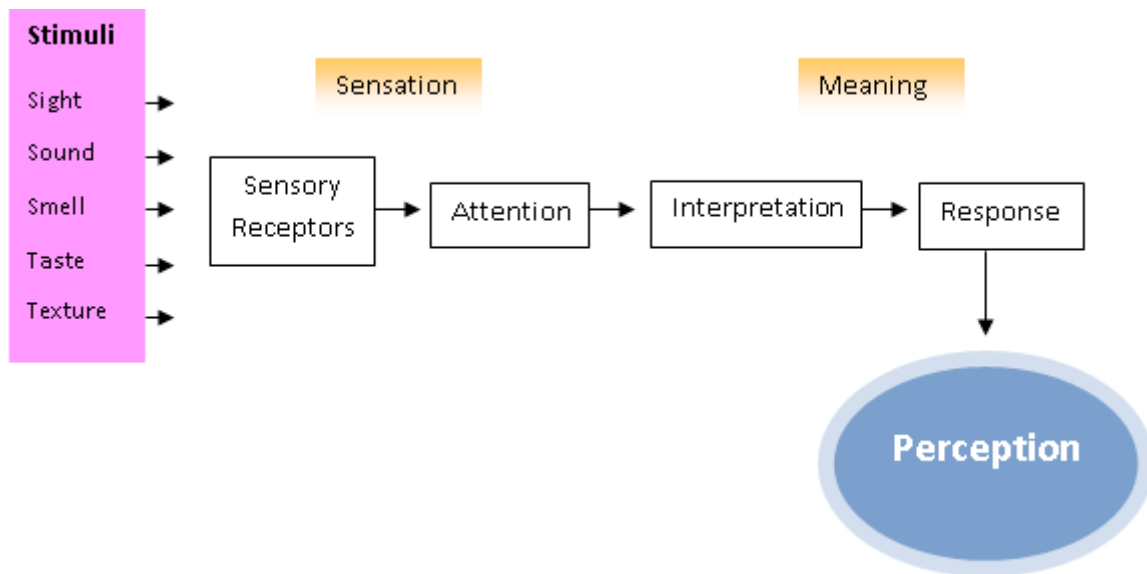 Stimuli
Sight
Sound
Smell
Taste
Texture
Sensation
Meaning
Sensory
Receptors
Attention
Interpretation
Response
Perception